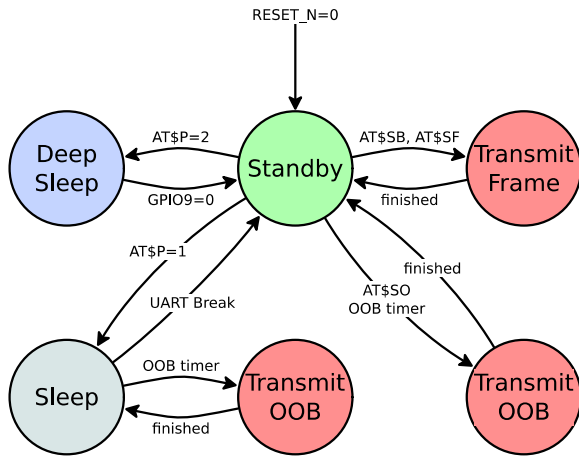 RESET_N=0
Deep
Sleep
AT$P=2
GPIO9=0
Standby
AT$SB, AT$SF
finished
Transmit
Frame
AT$P=1
UART Break
AT$SO
OOB timer
finished
Sleep
OOB timer
finished
Transmit
OOB
Transmit
OOB